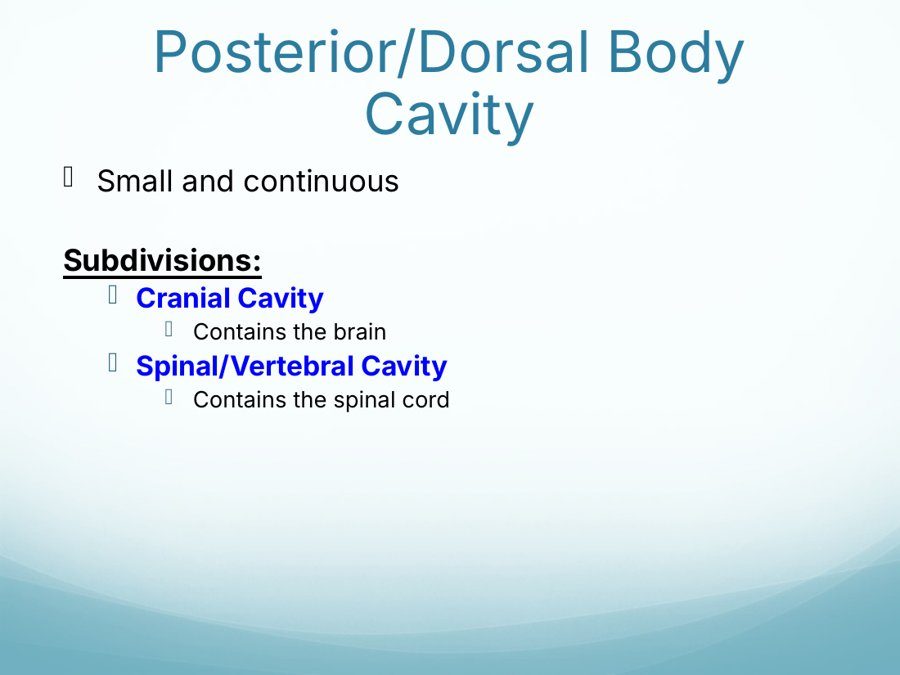 Posterior/Dorsal Body
Cavity
Small and continuous
Subdivisions:
Cranial Cavity
Contains the brain
Spinal/Vertebral Cavity
Contains the spinal cord